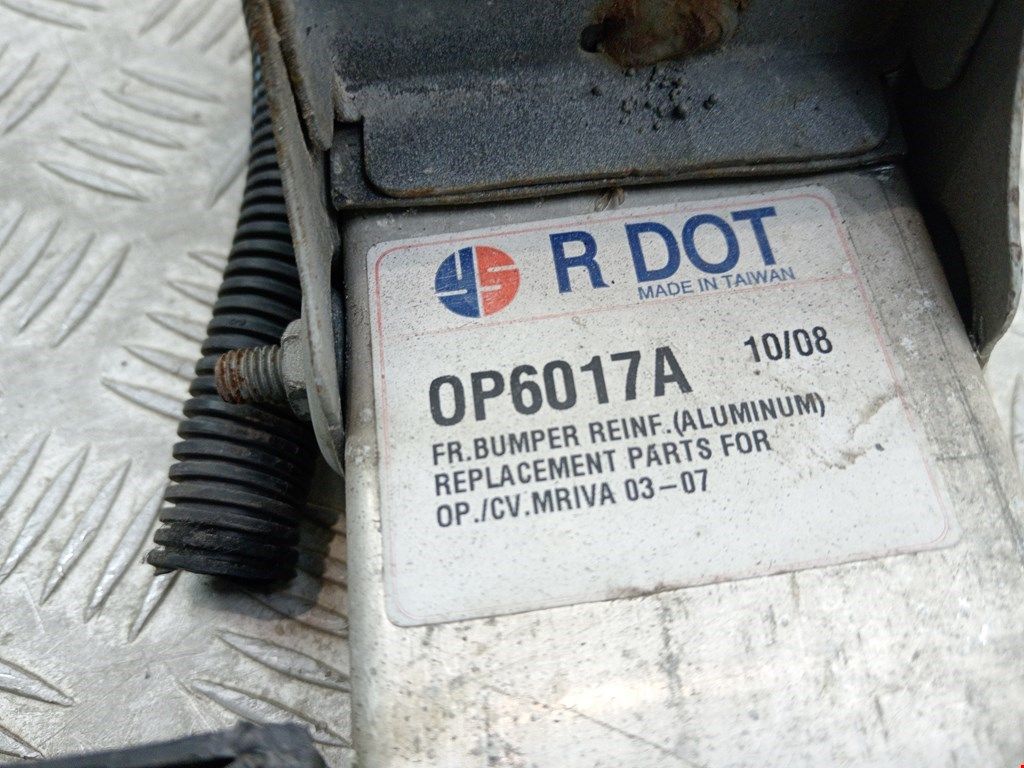 YS R DOT
MADE IN TAIWAN
OP6017A 10/08
FR.BUMPER REINF.(ALUMINUM)
REPLACEMENT PARTS FOR
OP./CV.MRIVA 03-07